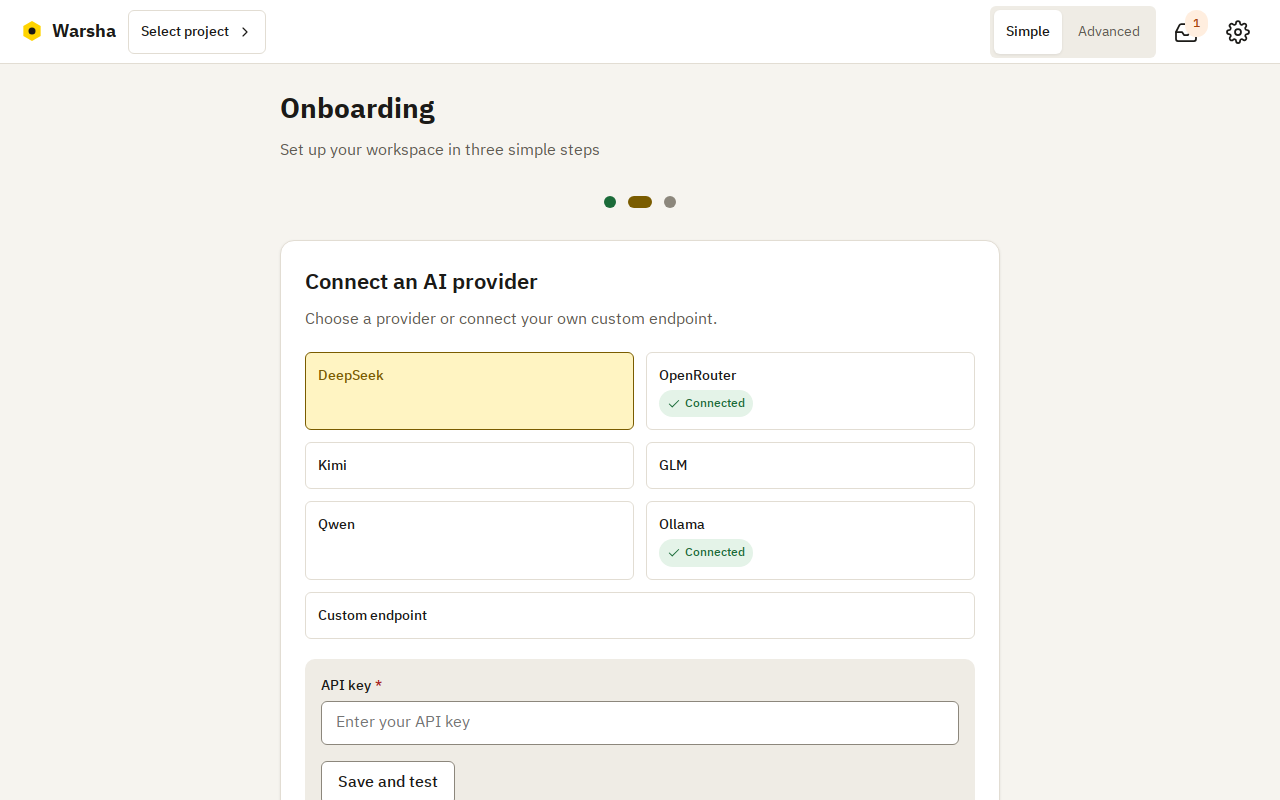 Warsha
Select project
Simple
Advanced
1
Onboarding
Set up your workspace in three simple steps
Connect an AI provider
Choose a provider or connect your own custom endpoint.
DeepSeek
OpenRouter
Connected
Kimi
GLM
Qwen
Ollama
Connected
Custom endpoint
API key *
Enter your API key
Save and test